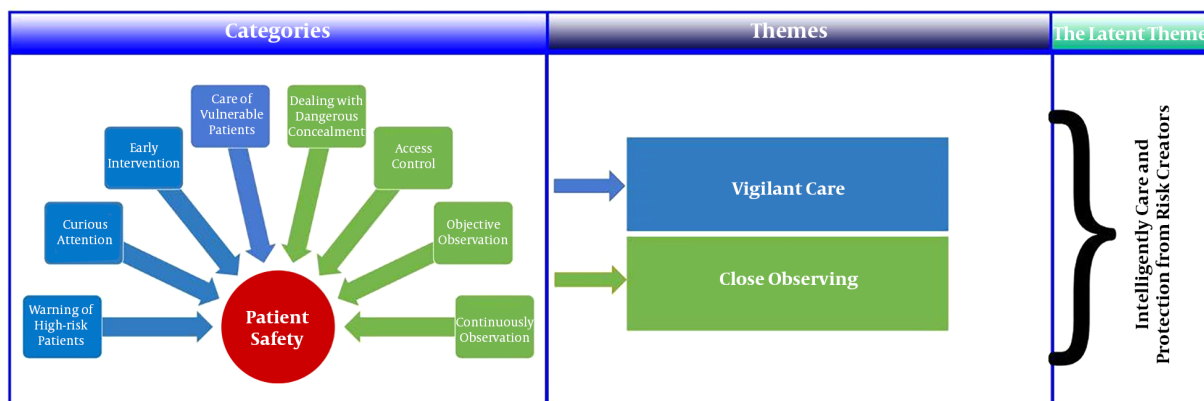 Categories
Themes
The Latent Theme
Care of
Vulnerable
Patients
Dealing with
Dangerous
Concealment
Early
Intervention
Access
Control
Curious
Attention
Objective
Observation
Warning of
High-risk
Patients
Continuously
Observation
Patient
Safety
Vigilant Care
Close Observing
Intelligently Care and
Protection from Risk Creators